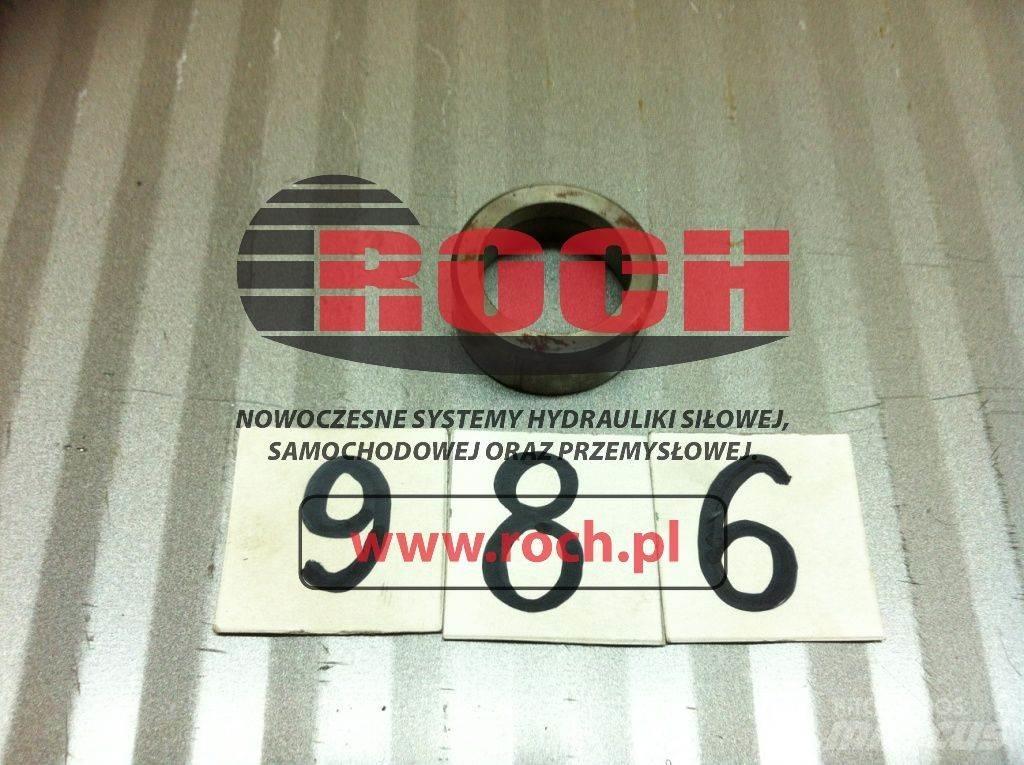 ROCH
NOWOCZESNE SYSTEMY HYDRAULIKI SIŁOWEJ,
SAMOCHODOWEJ ORAZ PRZEMYSŁOWEJ.
9 8 6
www.roch.pl